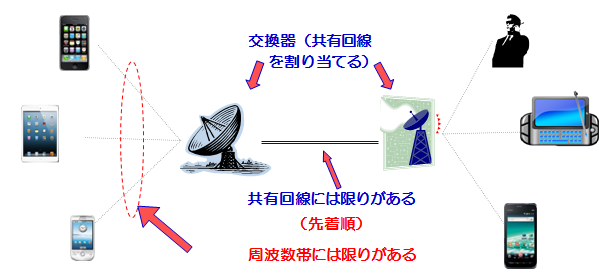 交換器（共有回線
を割り当てる）
共有回線には限りがある
（先着順）
周波数帯には限りがある